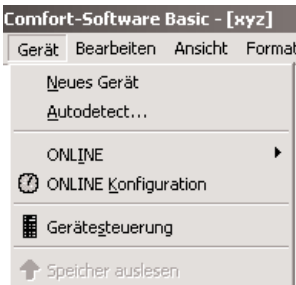 Comfort-Software Basic - [xyz]
Gerät Bearbeiten Ansicht Format
Neues Gerät
Autodetect...
ONLINE
ONLINE Konfiguration
Gerätesteuerung
Speicher auslesen